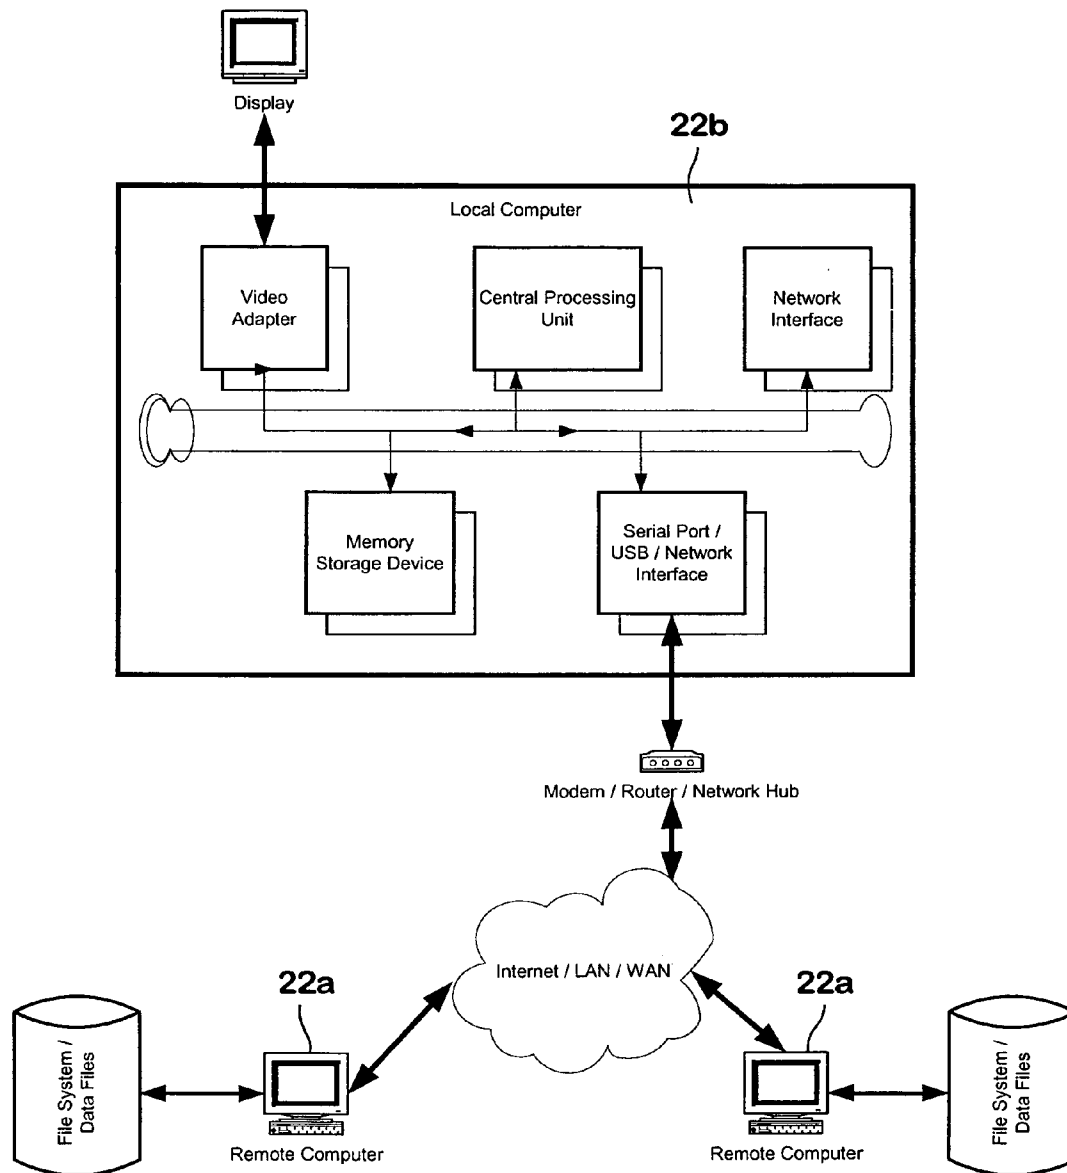 Display
22b
Local Computer
Video
Adapter
Central Processing
Unit
Network
Interface
Memory
Storage Device
Serial Port /
USB / Network
Interface
Modem / Router / Network Hub
Internet / LAN / WAN
22a
22a
File System /
Data Files
Remote Computer
Remote Computer
File System /
Data Files